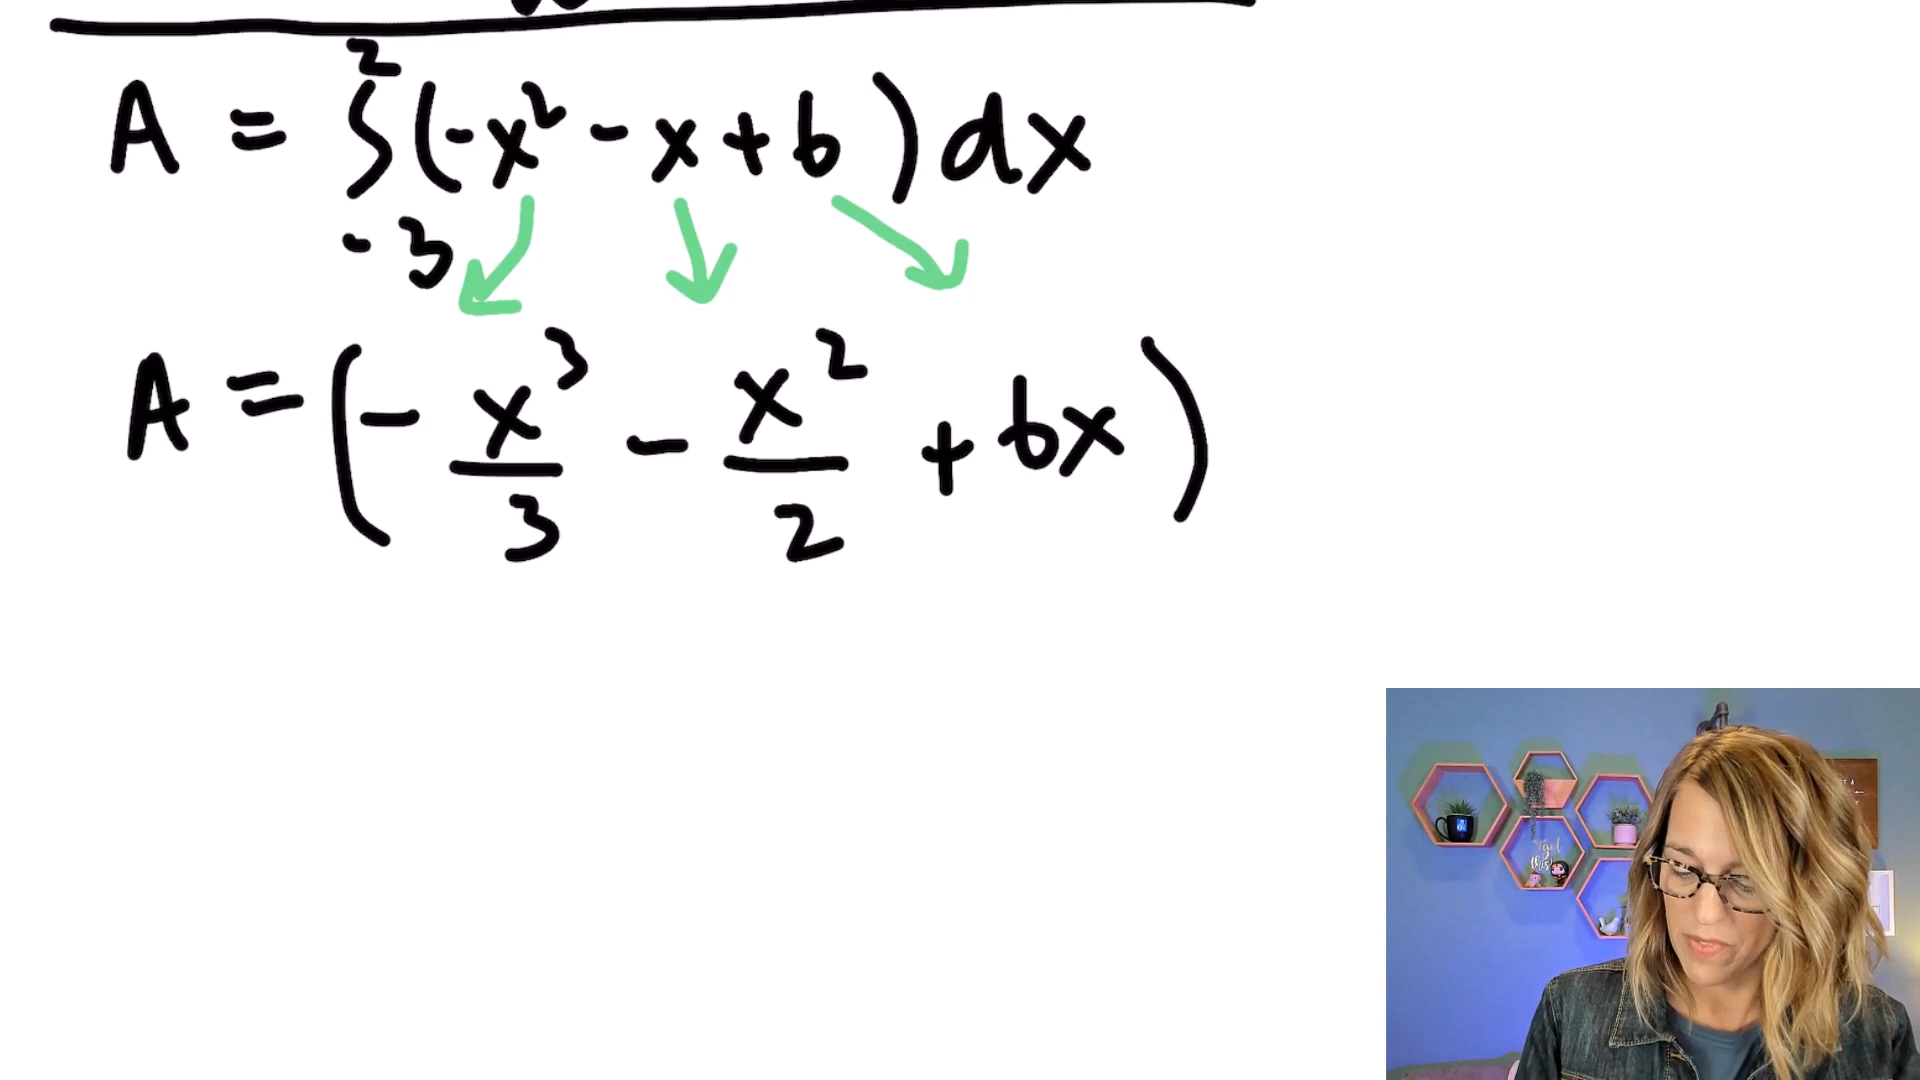 A = ∫₋₃² (-x² - x + 6) dx
A = (- x³/3 - x²/2 + 6x)